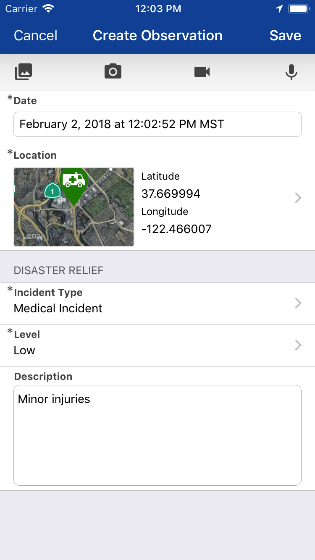 Carrier 12:03 PM
Cancel Create Observation Save
*Date
February 2, 2018 at 12:02:52 PM MST
*Location
Latitude
37.669994
1
Longitude
-122.466007
DISASTER RELIEF
*Incident Type
Medical Incident
*Level
Low
Description
Minor injuries